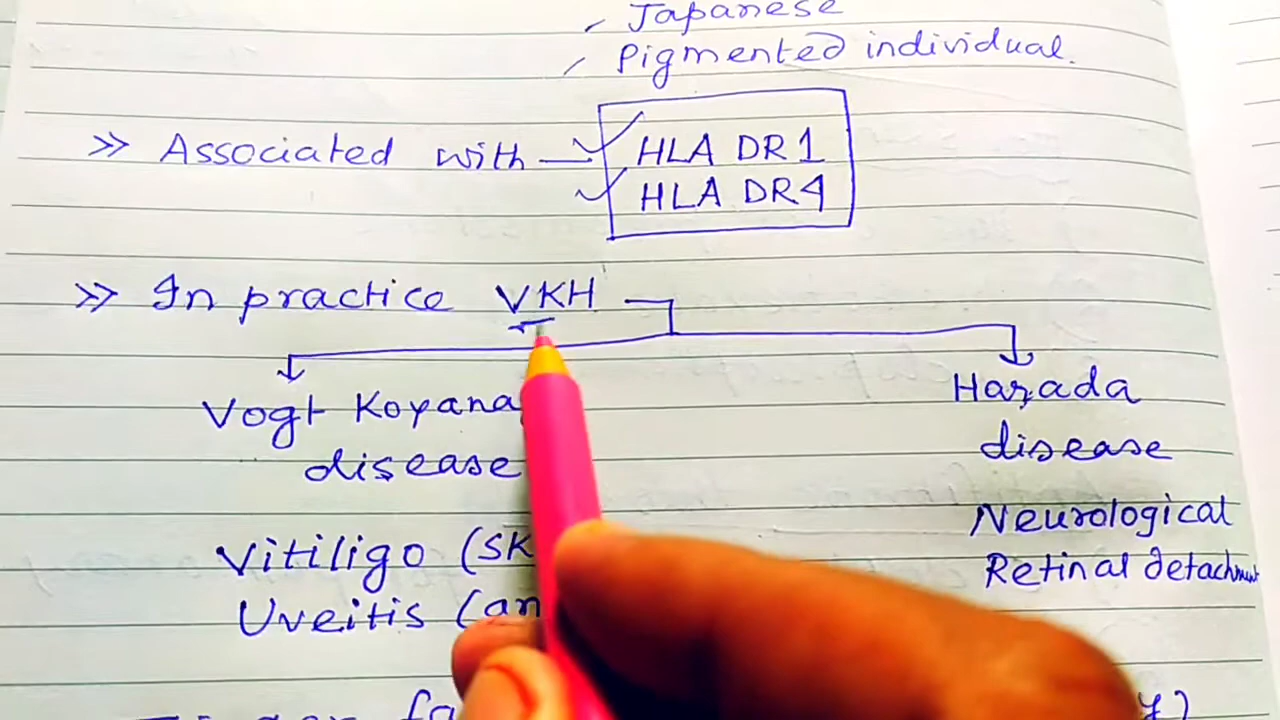 Japanese
Pigmented individual.
>> Associated with — HLA DR1
HLA DR4
>> In practice VKH
Vogt Koyana
disease
Harada
disease
Vitiligo (SK
Uveitis (an
Neurological
Retinal detachment